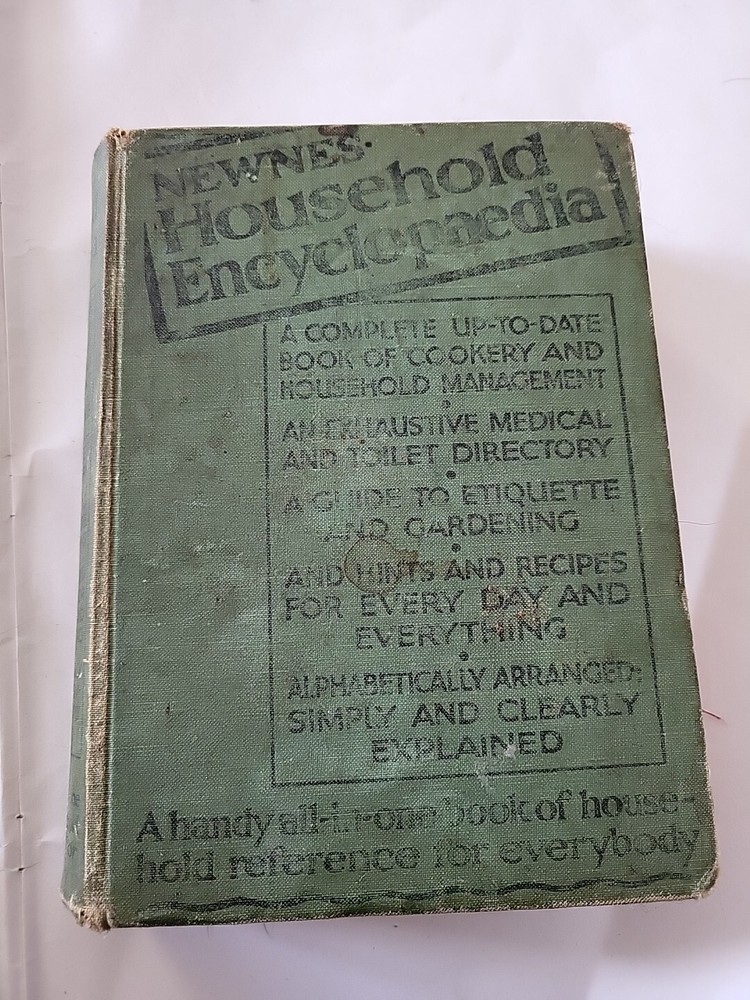 NEWNES'
Household
Encyclopaedia
A COMPLETE UP-TO-DATE
BOOK OF COOKERY AND
HOUSEHOLD MANAGEMENT
•
AN EXHAUSTIVE MEDICAL
AND TOILET DIRECTORY
•
A GUIDE TO ETIQUETTE
AND GARDENING
•
AND HINTS AND RECIPES
FOR EVERY DAY AND
EVERYTHING
•
ALPHABETICALLY ARRANGED:
SIMPLY AND CLEARLY
EXPLAINED
A handy all-in-one book of house-
hold reference for everybody